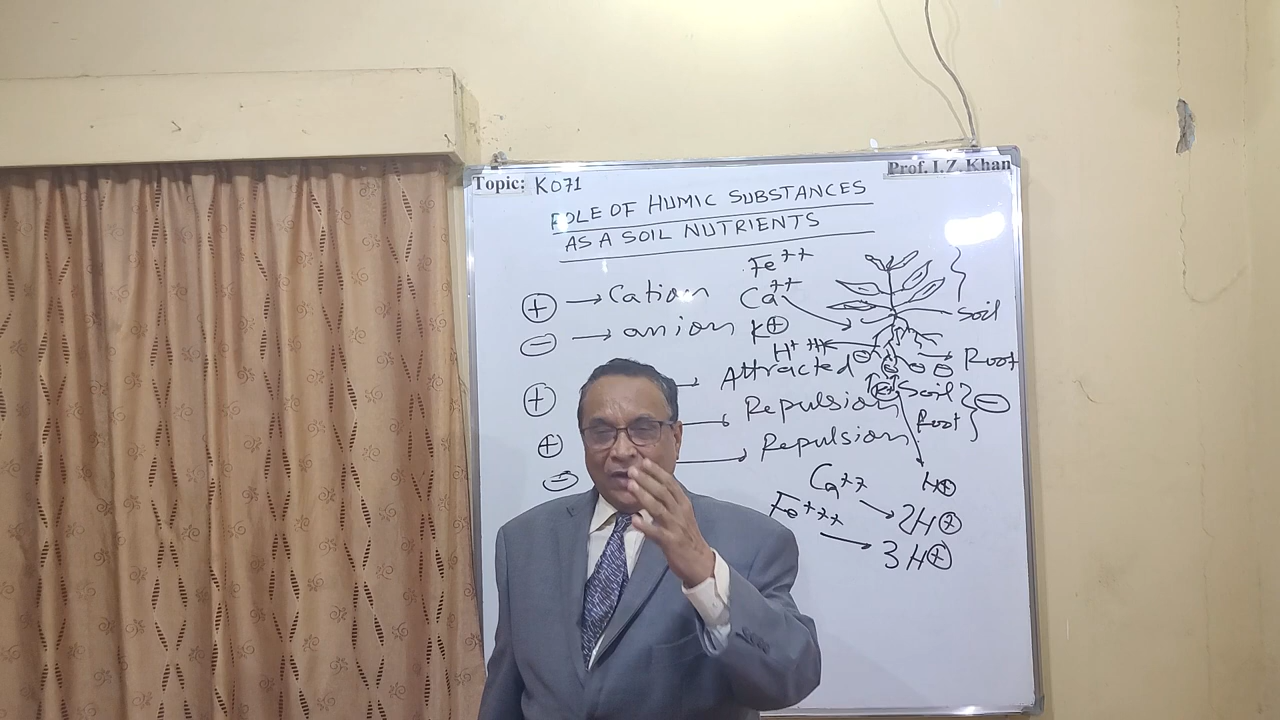 Topic: K071
Prof. I.Z. Khan
ROLE OF HUMIC SUBSTANCES
AS A SOIL NUTRIENTS
Fe++
+ → Cation
Ca++
Soil
- → anion
K+
H+
Root
+ → Attracted
Soil
-
→ Repulsion
Root
+
→ Repulsion
-
Ca++ → 2H+
Fe+++ → 3H+